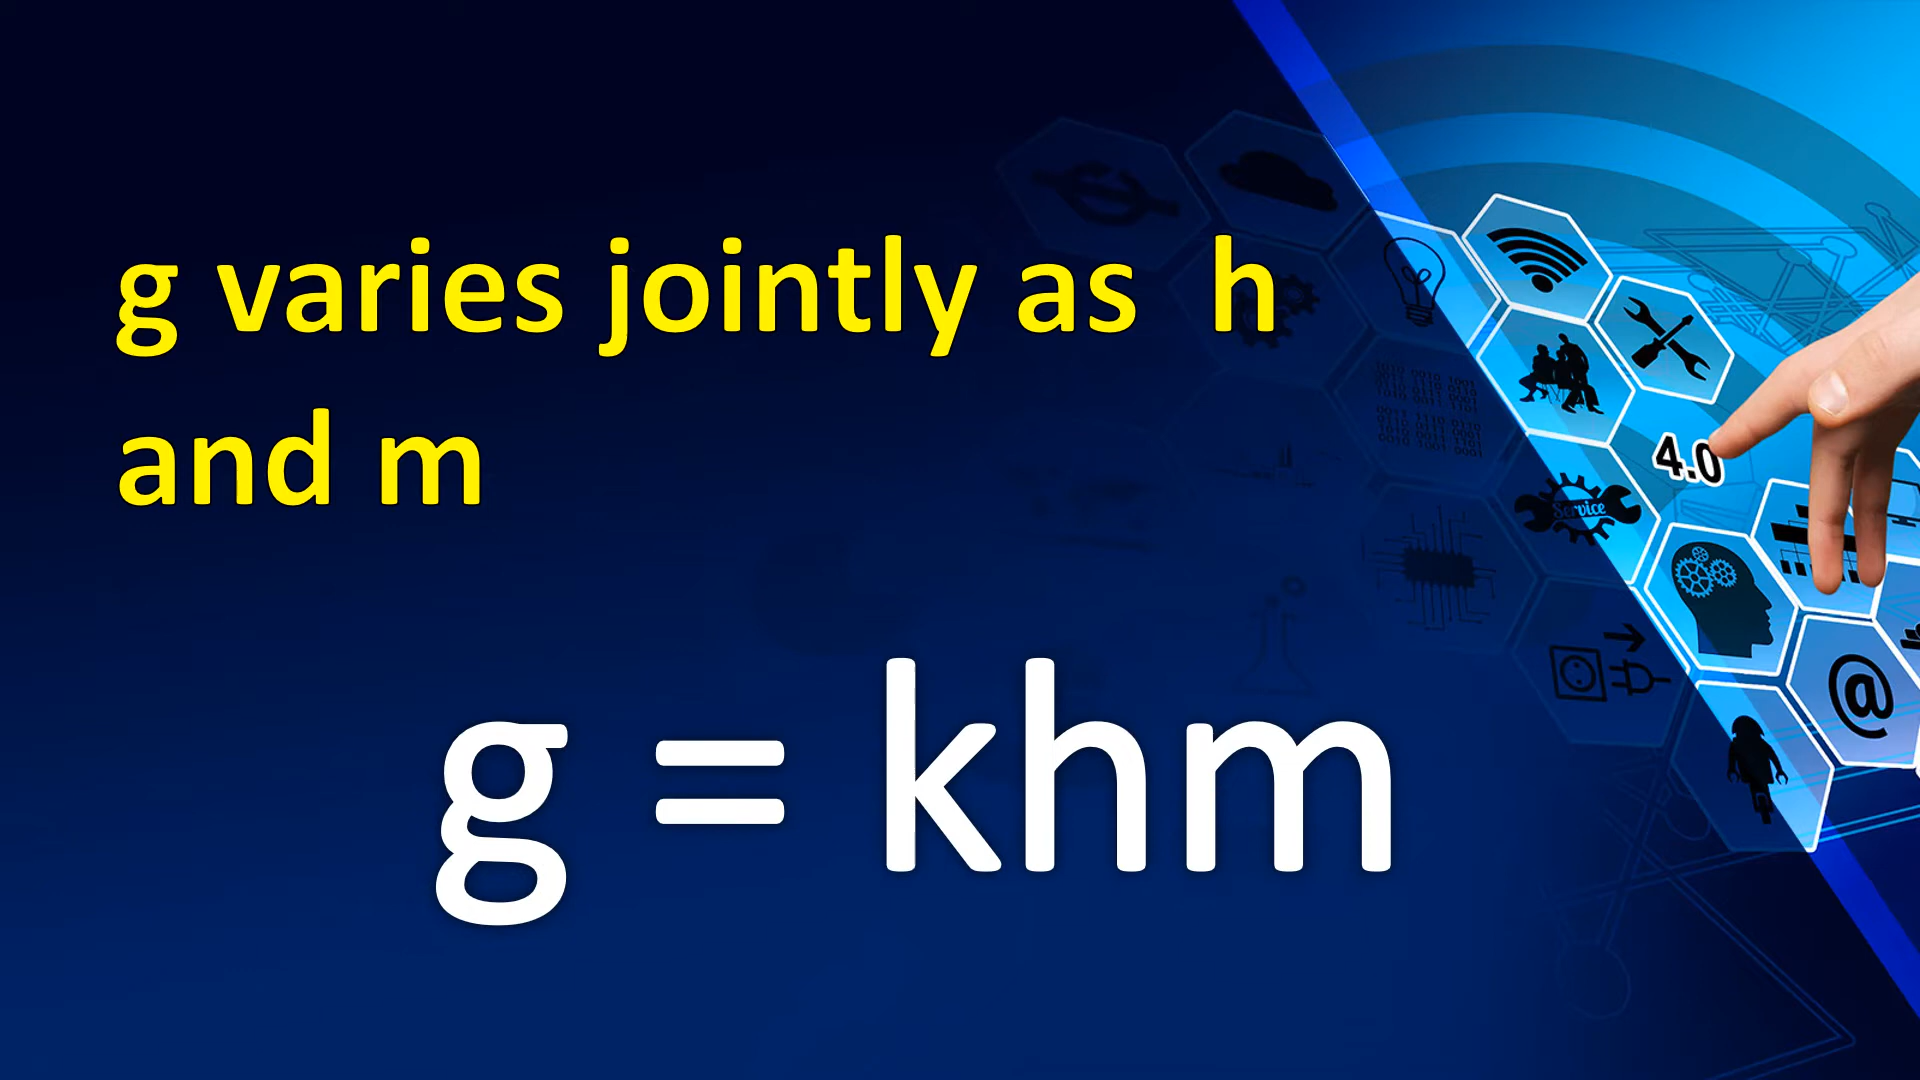 g varies jointly as  h
and m
g = khm
4.0
Service
@